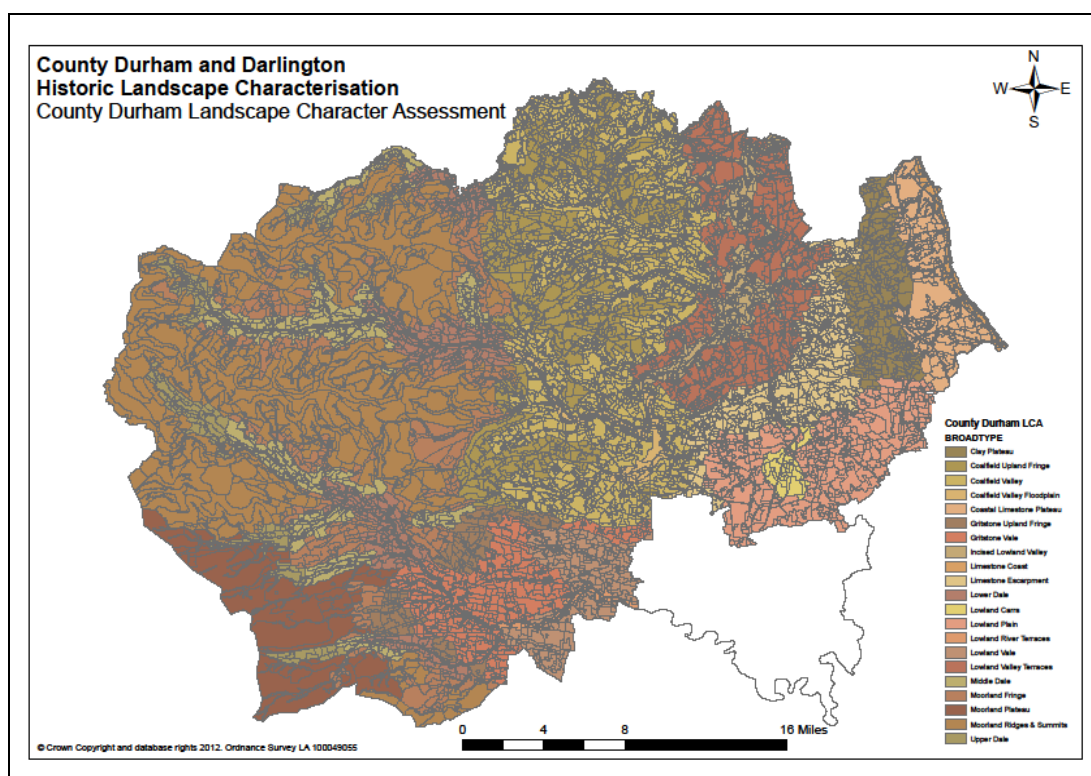 County Durham and Darlington
Historic Landscape Characterisation
County Durham Landscape Character Assessment
N
W E
S
County Durham LCA
BROADTYPE
Clay Plateau
Coalfield Upland Fringe
Coalfield Valley
Coalfield Valley Floodplain
Coastal Limestone Plateau
Gritstone Upland Fringe
Gritstone Vale
Incised Lowland Valley
Limestone Coast
Limestone Escarpment
Lower Dale
Lowland Carrs
Lowland Plain
Lowland River Terraces
Lowland Vale
Lowland Valley Terraces
Middle Dale
Moorland Fringe
Moorland Plateau
Moorland Ridges & Summits
Upper Dale
0 4 8 16 Miles
© Crown Copyright and database rights 2012. Ordnance Survey LA 100049055